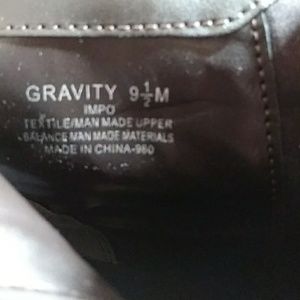 GRAVITY 9½M
IMPO
TEXTILE/MAN MADE UPPER
BALANCE MAN MADE MATERIALS
MADE IN CHINA-960